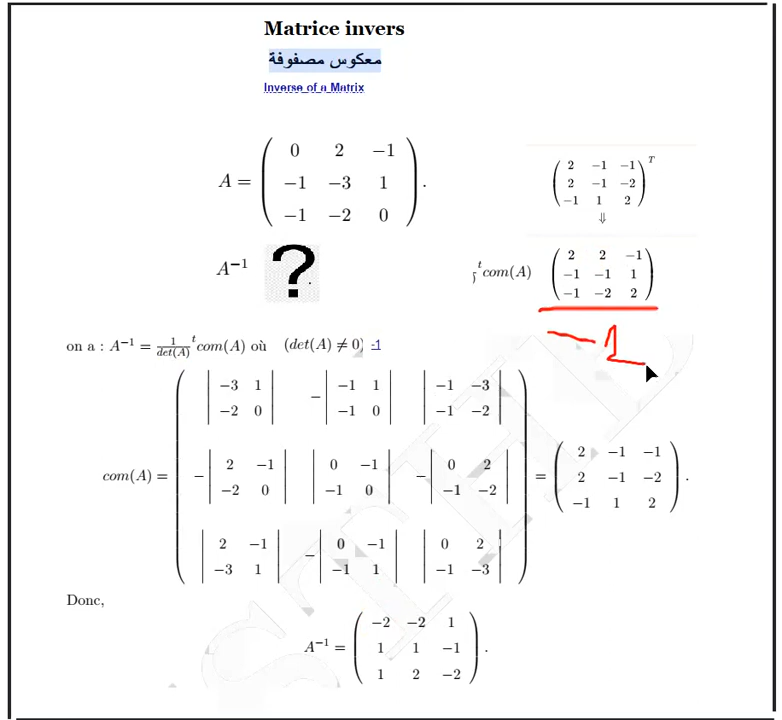 Matrice invers
معكوس مصفوفة
Inverse of a Matrix
A = ( 0 2 −1
−1 −3 1
−1 −2 0 ) .
( 2 −1 −1
2 −1 −2
−1 1 2 )ᵀ
⇓
A⁻¹ ? .
ᵗcom(A) ( 2 2 −1
−1 −1 1
−1 −2 2 )
−1
on a : A⁻¹ = 1/det(A) ᵗcom(A) où (det(A) ≠ 0) -1
com(A) = ( |−3 1| −|−1 1| |−1 −3|
|−2 0| |−1 0| |−1 −2|
−|2 −1| |0 −1| −|0 2|
|−2 0| |−1 0| |−1 −2|
|2 −1| −|0 −1| |0 2|
|−3 1| |−1 1| |−1 −3| ) = ( 2 −1 −1
2 −1 −2
−1 1 2 ) .
Donc,
A⁻¹ = ( −2 −2 1
1 1 −1
1 2 −2 ) .